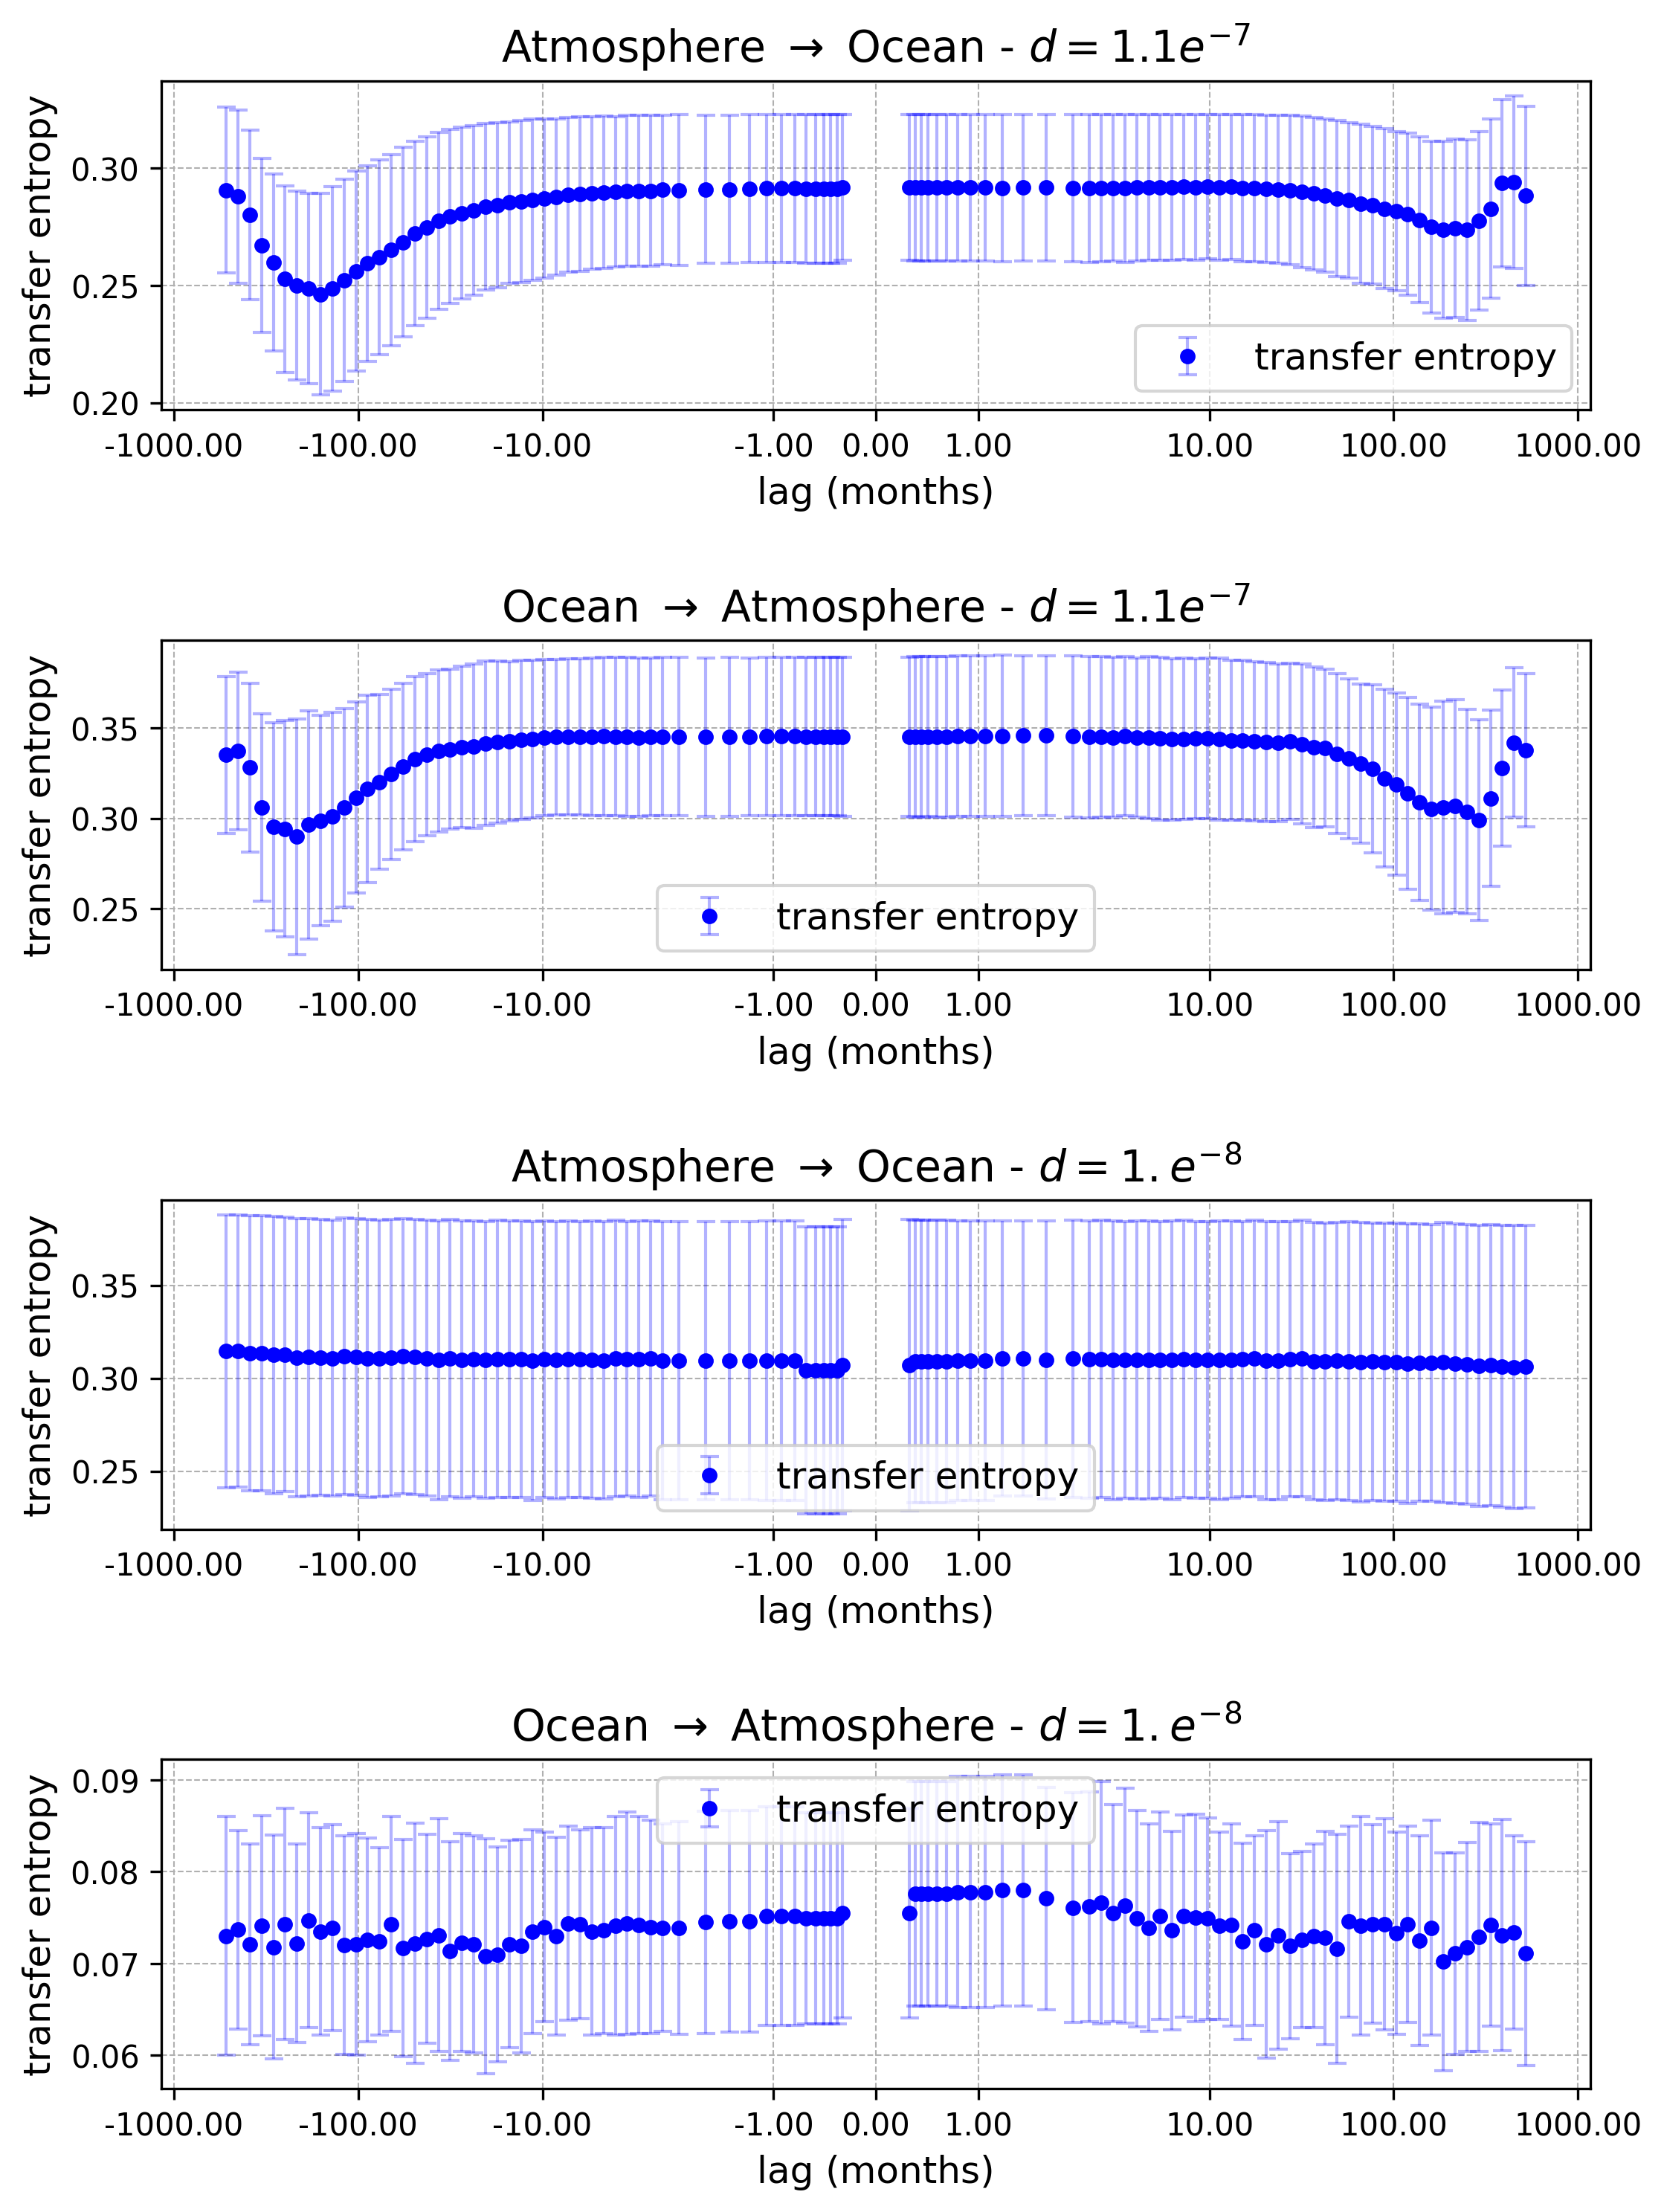 Atmosphere → Ocean - d = 1.1e⁻⁷
transfer entropy
0.30
0.25
0.20
transfer entropy
-1000.00 -100.00 -10.00 -1.00 0.00 1.00 10.00 100.00 1000.00
lag (months)
Ocean → Atmosphere - d = 1.1e⁻⁷
transfer entropy
0.35
0.30
0.25
transfer entropy
-1000.00 -100.00 -10.00 -1.00 0.00 1.00 10.00 100.00 1000.00
lag (months)
Atmosphere → Ocean - d = 1. e⁻⁸
transfer entropy
0.35
0.30
0.25
transfer entropy
-1000.00 -100.00 -10.00 -1.00 0.00 1.00 10.00 100.00 1000.00
lag (months)
Ocean → Atmosphere - d = 1. e⁻⁸
transfer entropy
0.09
0.08
0.07
0.06
transfer entropy
-1000.00 -100.00 -10.00 -1.00 0.00 1.00 10.00 100.00 1000.00
lag (months)